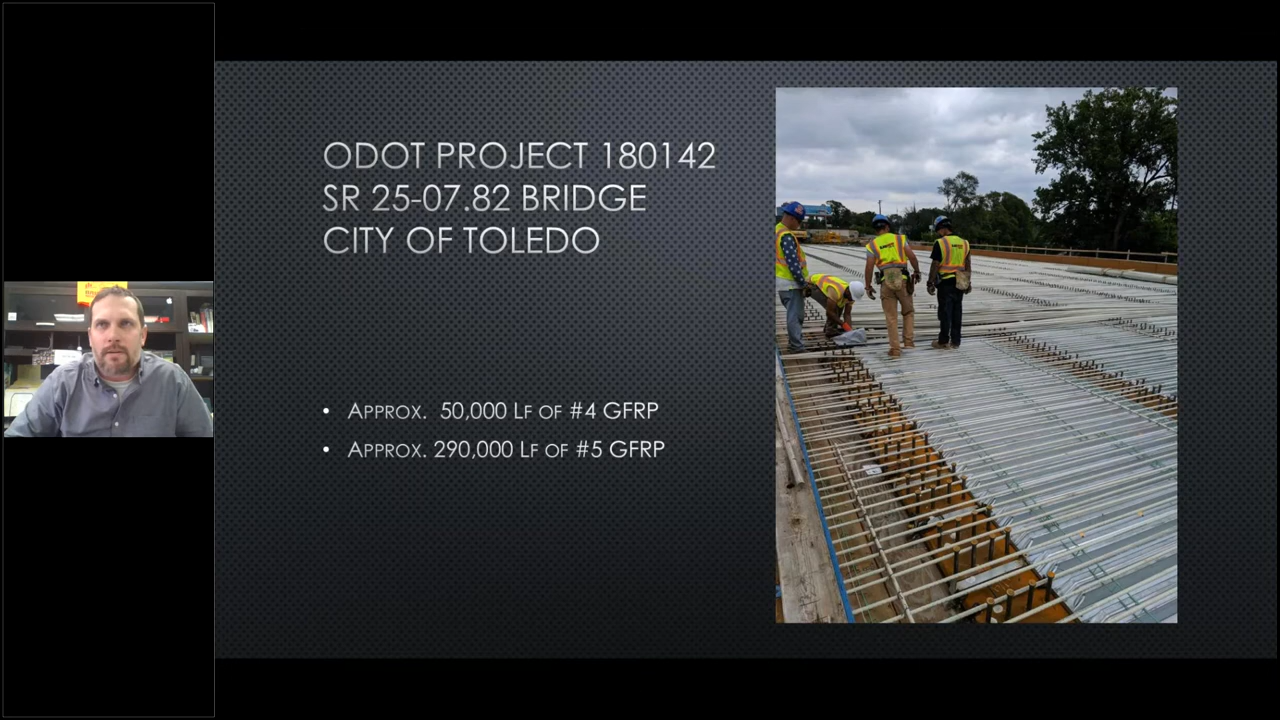 ODOT PROJECT 180142
SR 25-07.82 BRIDGE
CITY OF TOLEDO
• APPROX. 50,000 LF OF #4 GFRP
• APPROX. 290,000 LF OF #5 GFRP